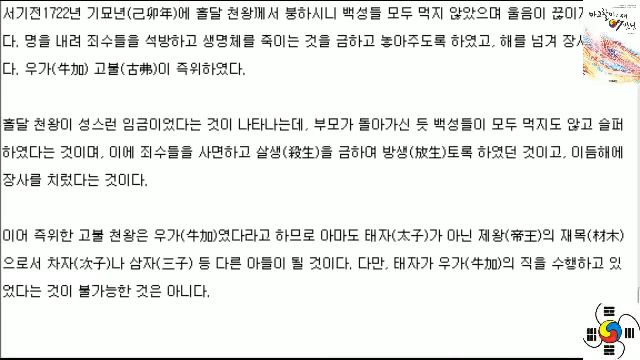 서기전1722년 기묘년(己卯年)에 홀달 천왕께서 붕하시니 백성들 모두 먹지 않았으며 울음이 끊이
다. 명을 내려 죄수들을 석방하고 생명체를 죽이는 것을 금하고 놓아주도록 하였고, 해를 넘겨 장사
다. 우가(牛加) 고불(古弗)이 즉위하였다.
홀달 천왕이 성스런 임금이었다는 것이 나타나는데, 부모가 돌아가신 듯 백성들이 모두 먹지도 않고 슬퍼
하였다는 것이며, 이에 죄수들을 사면하고 살생(殺生)을 금하여 방생(放生)토록 하였던 것이고, 이듬해에
장사를 치렀다는 것이다.
이어 즉위한 고불 천왕은 우가(牛加)였다라고 하므로 아마도 태자(太子)가 아닌 제왕(帝王)의 재목(材木)
으로서 차자(次子)나 삼자(三子) 등 다른 아들이 될 것이다. 다만, 태자가 우가(牛加)의 직을 수행하고 있
었다는 것이 불가능한 것은 아니다.